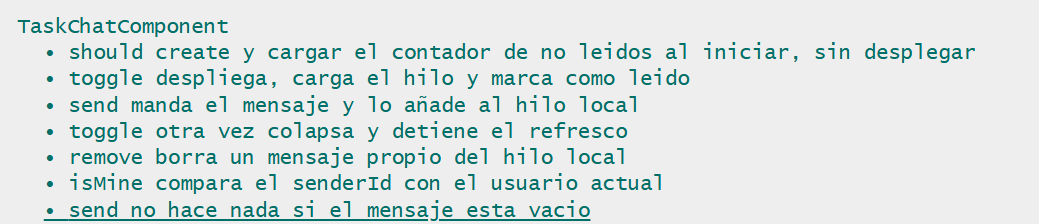 TaskChatComponent
• should create y cargar el contador de no leidos al iniciar, sin desplegar
• toggle despliega, carga el hilo y marca como leido
• send manda el mensaje y lo añade al hilo local
• toggle otra vez colapsa y detiene el refresco
• remove borra un mensaje propio del hilo local
• isMine compara el senderId con el usuario actual
• send no hace nada si el mensaje esta vacio